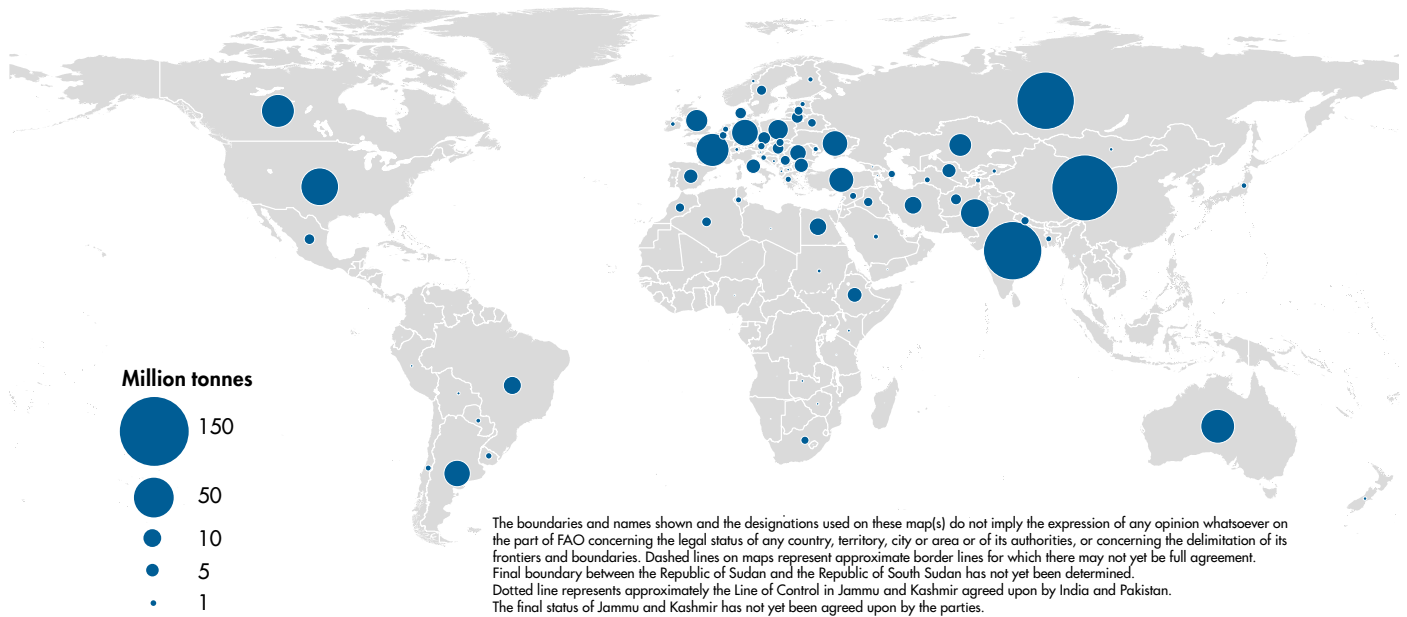 Million tonnes
150
50
10
5
1
The boundaries and names shown and the designations used on these map(s) do not imply the expression of any opinion whatsoever on
the part of FAO concerning the legal status of any country, territory, city or area or of its authorities, or concerning the delimitation of its
frontiers and boundaries. Dashed lines on maps represent approximate border lines for which there may not yet be full agreement.
Final boundary between the Republic of Sudan and the Republic of South Sudan has not yet been determined.
Dotted line represents approximately the Line of Control in Jammu and Kashmir agreed upon by India and Pakistan.
The final status of Jammu and Kashmir has not yet been agreed upon by the parties.